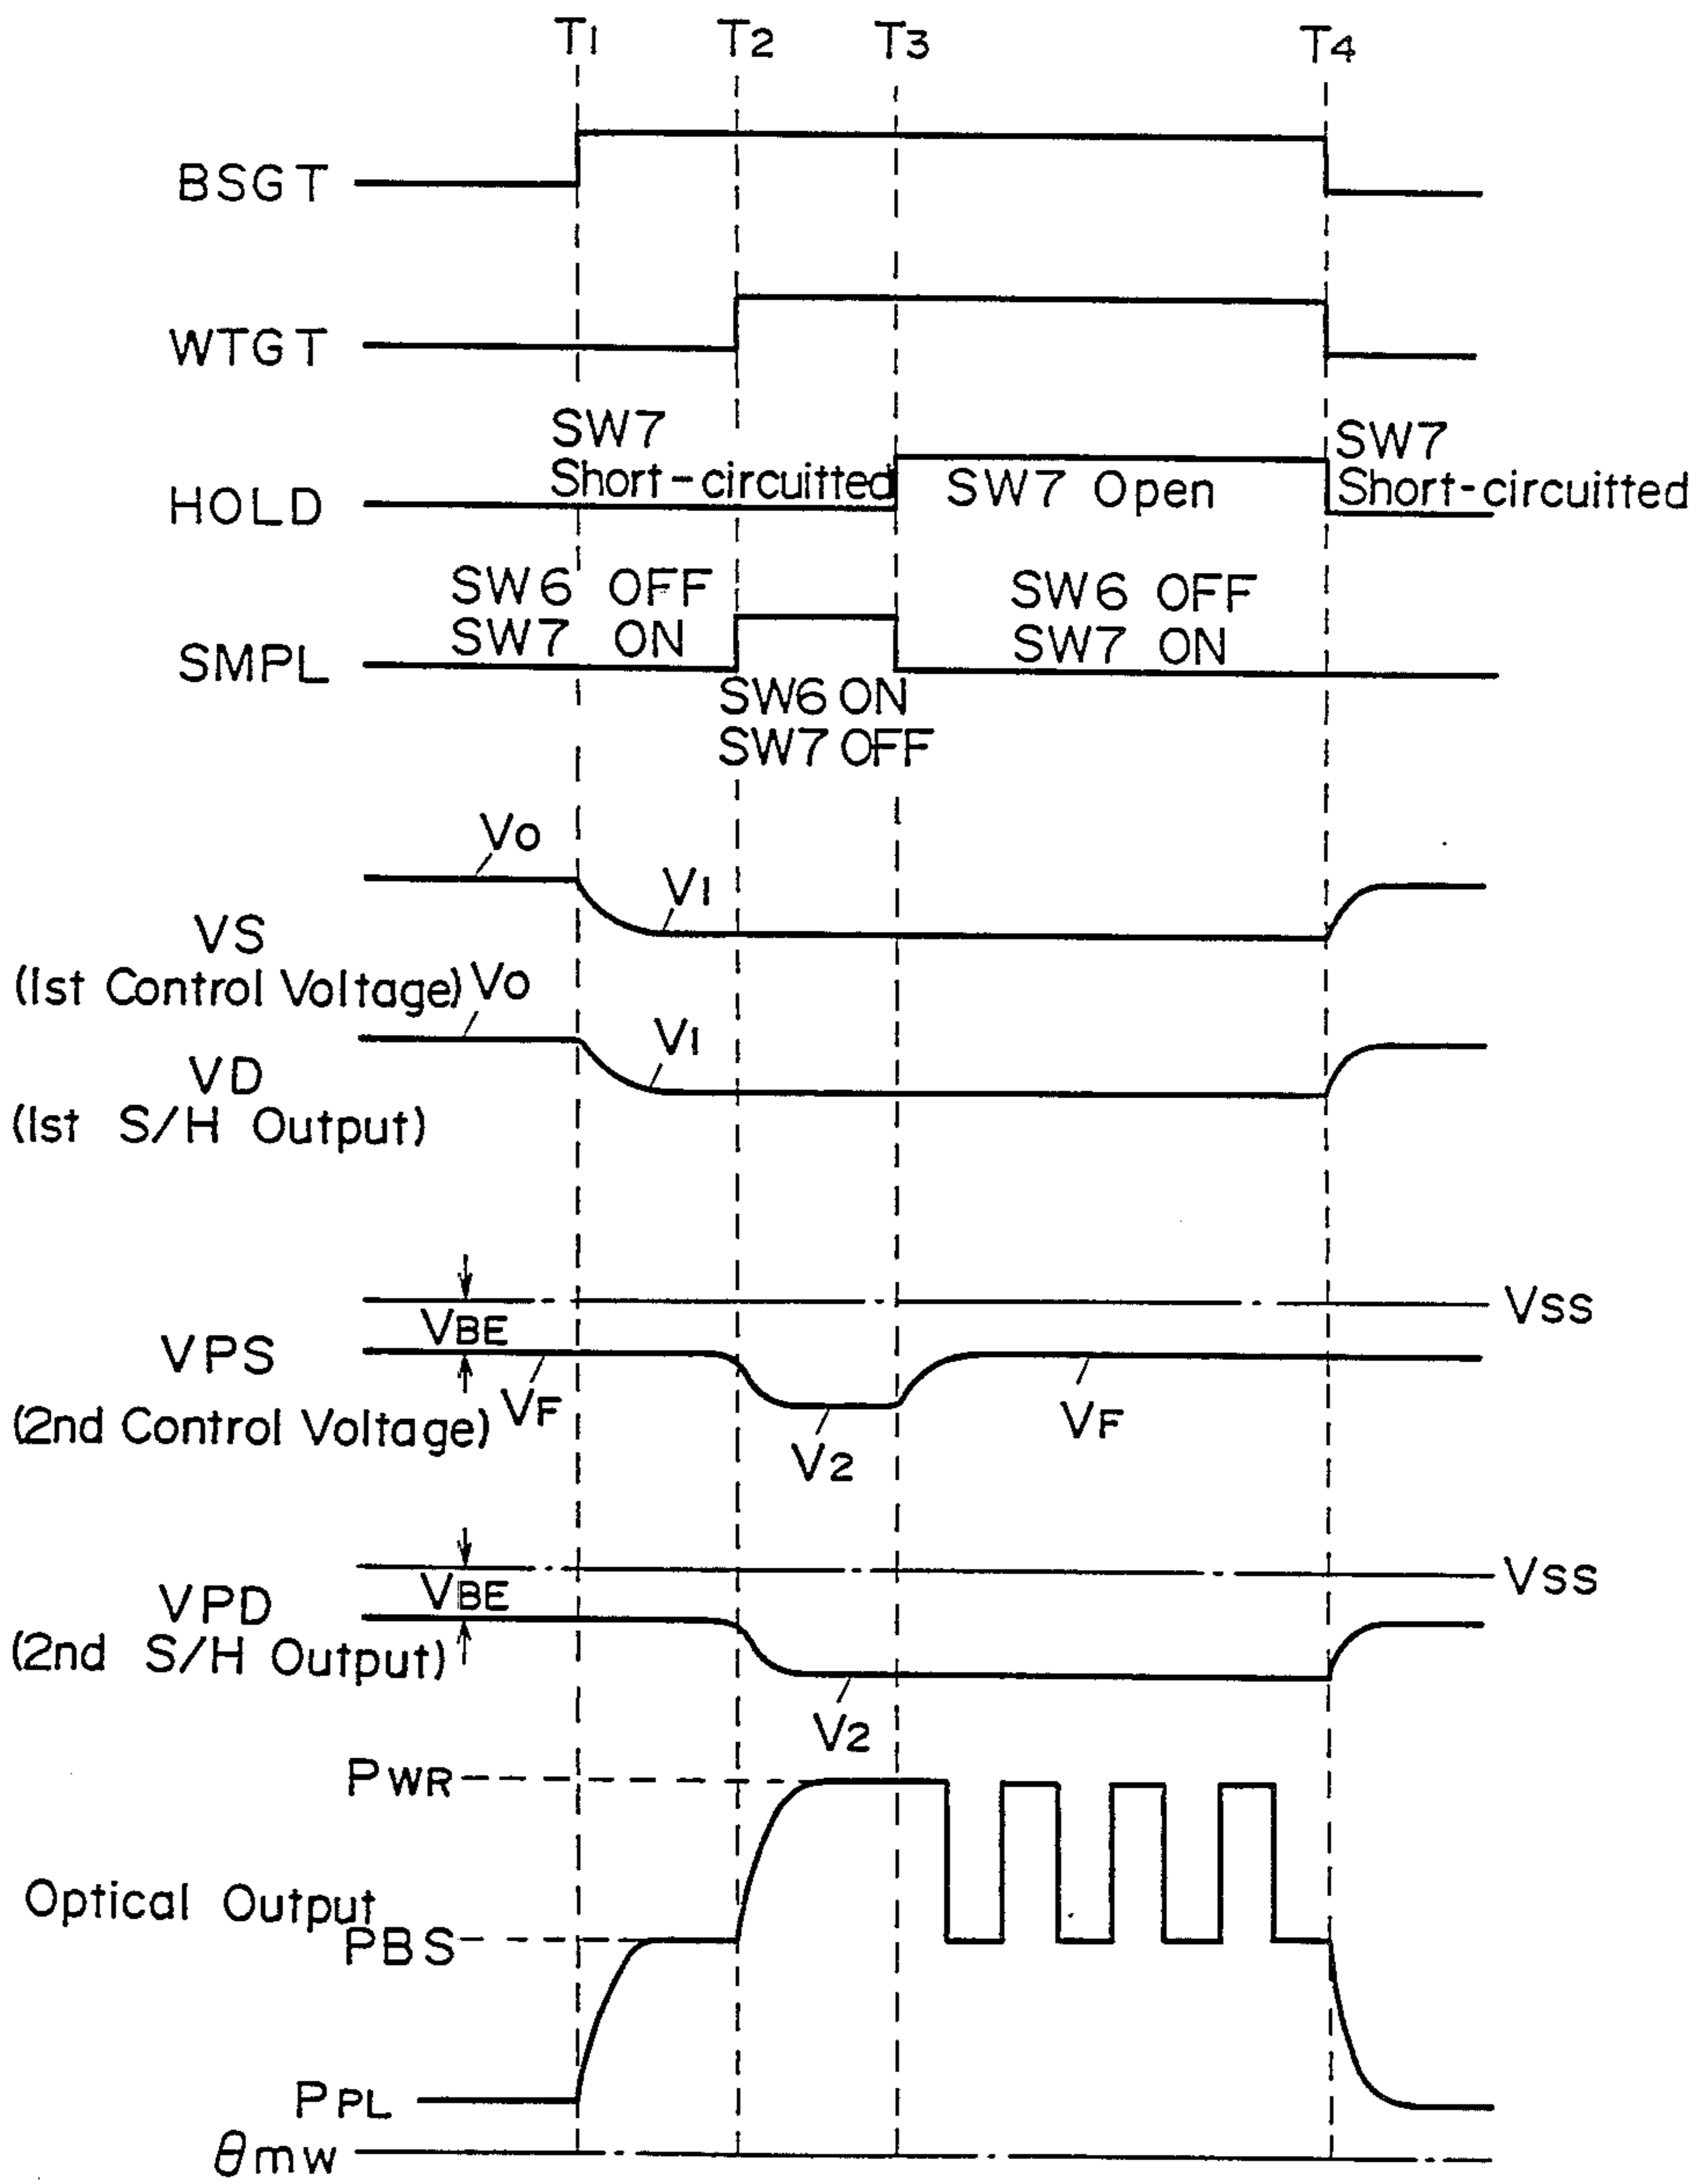 T1 T2 T3 T4
BSGT
WTGT
SW7
Short-circuitted
SW7 Open
SW7
Short-circuitted
HOLD
SW6 OFF
SW7 ON
SW6 OFF
SW7 ON
SMPL
SW6 ON
SW7 OFF
Vo
V1
VS
(1st Control Voltage)
Vo
V1
VD
(1st S/H Output)
VSS
VBE
VPS
(2nd Control Voltage)
VF
V2
VF
VSS
VBE
VPD
(2nd S/H Output)
V2
PWR
Optical Output
PBS
PPL
θmw